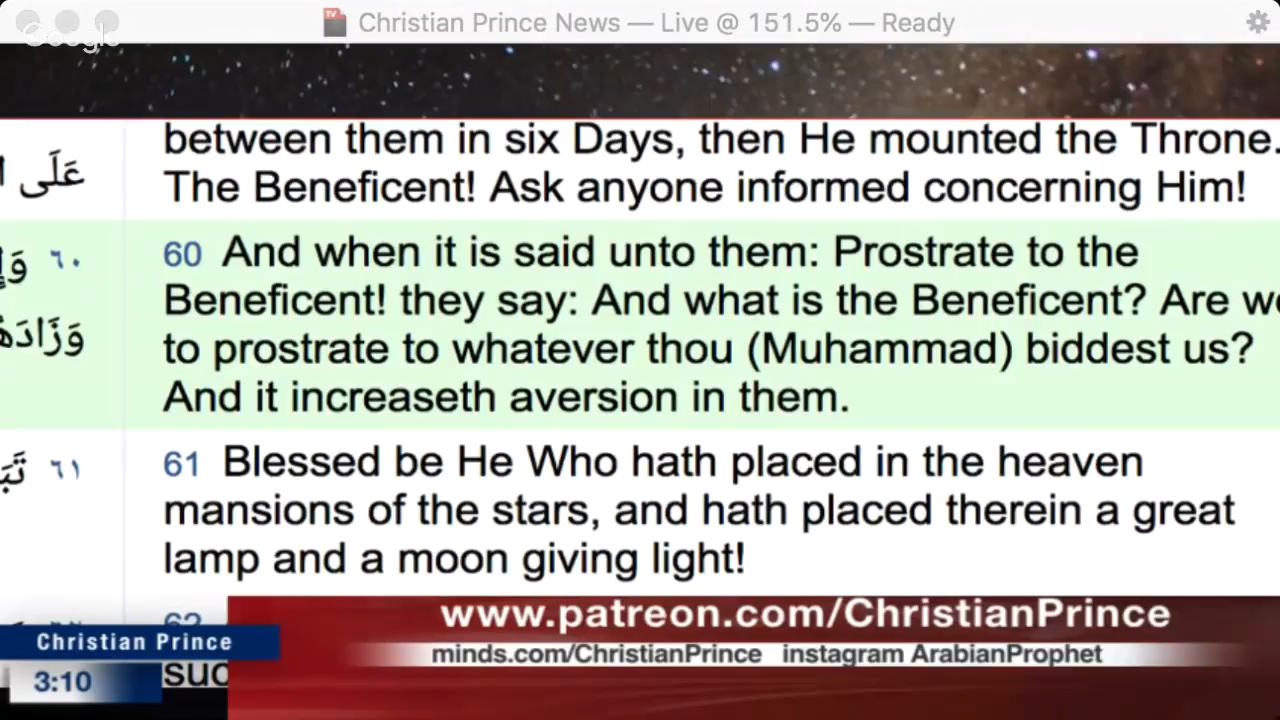 Christian Prince News — Live @ 151.5% — Ready
Google
between them in six Days, then He mounted the Throne.
عَلَى
The Beneficent! Ask anyone informed concerning Him!
٦٠
60 And when it is said unto them: Prostrate to the
Beneficent! they say: And what is the Beneficent? Are
to prostrate to whatever thou (Muhammad) biddest us?
And it increaseth aversion in them.
٦١
61 Blessed be He Who hath placed in the heaven
mansions of the stars, and hath placed therein a great
lamp and a moon giving light!
62
www.patreon.com/ChristianPrince
Christian Prince
minds.com/ChristianPrince instagram ArabianProphet
3:10